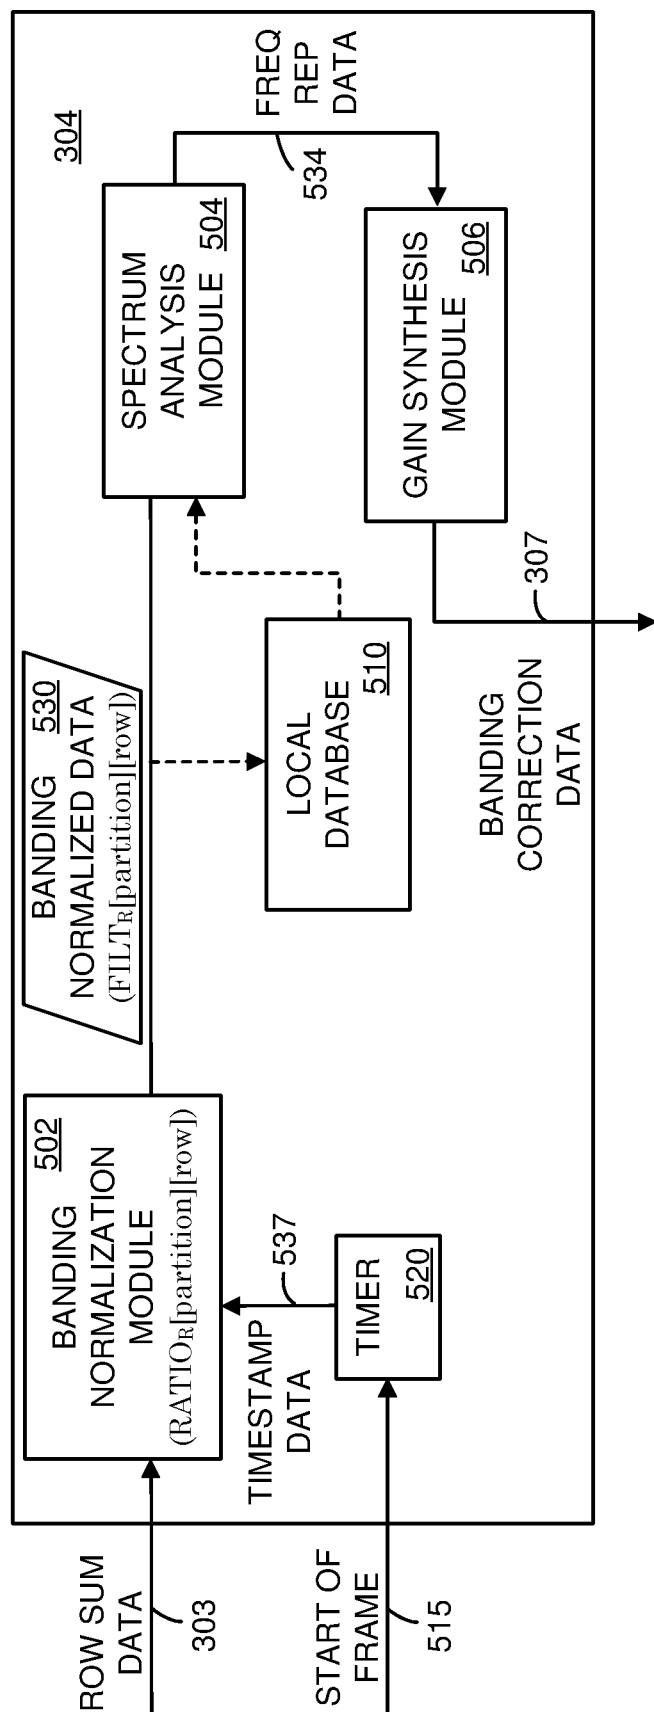 304
ROW SUM
DATA
303
START OF
FRAME
515
BANDING
NORMALIZATION
MODULE
502
(RATIO_R[partition][row])
TIMESTAMP
DATA
537
TIMER
520
BANDING
NORMALIZED DATA
530
(FILT_R[partition][row])
LOCAL
DATABASE
510
SPECTRUM
ANALYSIS
MODULE
504
FREQ
REP
DATA
534
GAIN SYNTHESIS
MODULE
506
307
BANDING
CORRECTION
DATA